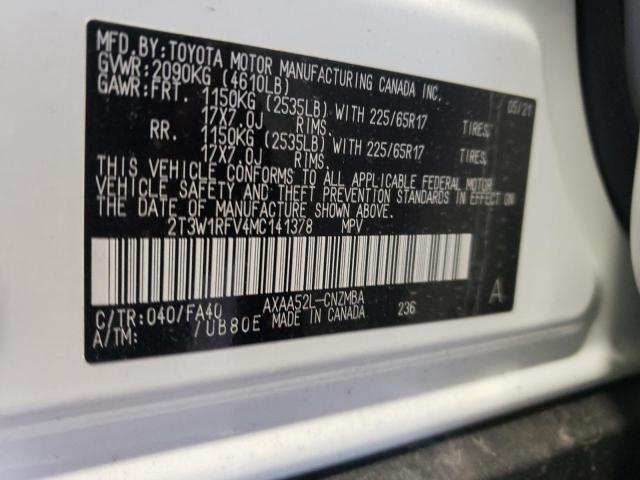 MFD.BY:TOYOTA MOTOR MANUFACTURING CANADA INC.
GVWR:2090KG (4610LB) 05/21
GAWR:FRT. 1150KG (2535LB) WITH 225/65R17 TIRES,
17X7.0J RIMS.
RR. 1150KG (2535LB) WITH 225/65R17 TIRES,
17X7.0J RIMS.
THIS VEHICLE CONFORMS TO ALL APPLICABLE FEDERAL MOTOR
VEHICLE SAFETY AND THEFT PREVENTION STANDARDS IN EFFECT ON
THE DATE OF MANUFACTURE SHOWN ABOVE.
2T3W1RFV4MC141378 MPV
C/TR:040/FA40 AXAA52L-CNZMBA 236 A
A/TM: /UB80E MADE IN CANADA